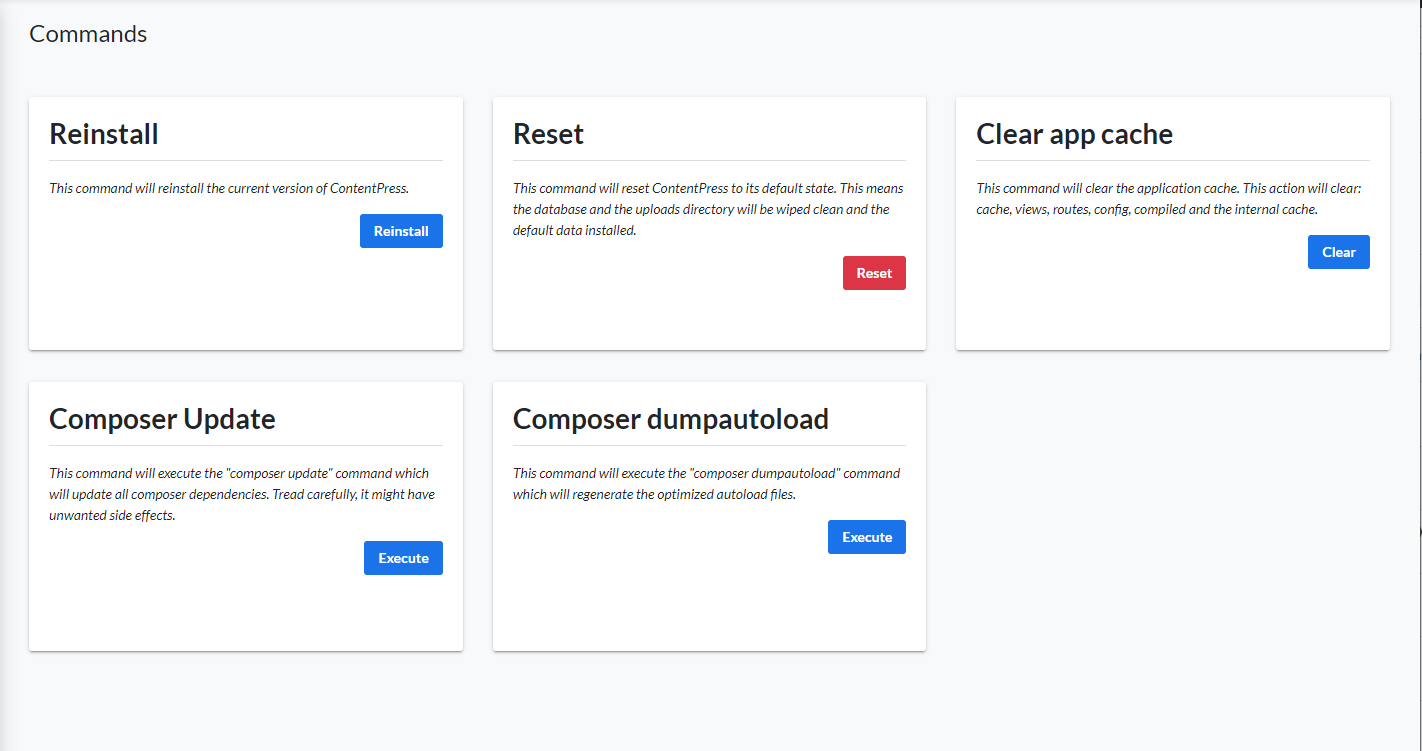 Commands
Reinstall
This command will reinstall the current version of ContentPress.
Reinstall
Reset
This command will reset ContentPress to its default state. This means
the database and the uploads directory will be wiped clean and the
default data installed.
Reset
Clear app cache
This command will clear the application cache. This action will clear:
cache, views, routes, config, compiled and the internal cache.
Clear
Composer Update
This command will execute the "composer update" command which
will update all composer dependencies. Tread carefully, it might have
unwanted side effects.
Execute
Composer dumpautoload
This command will execute the "composer dumpautoload" command
which will regenerate the optimized autoload files.
Execute